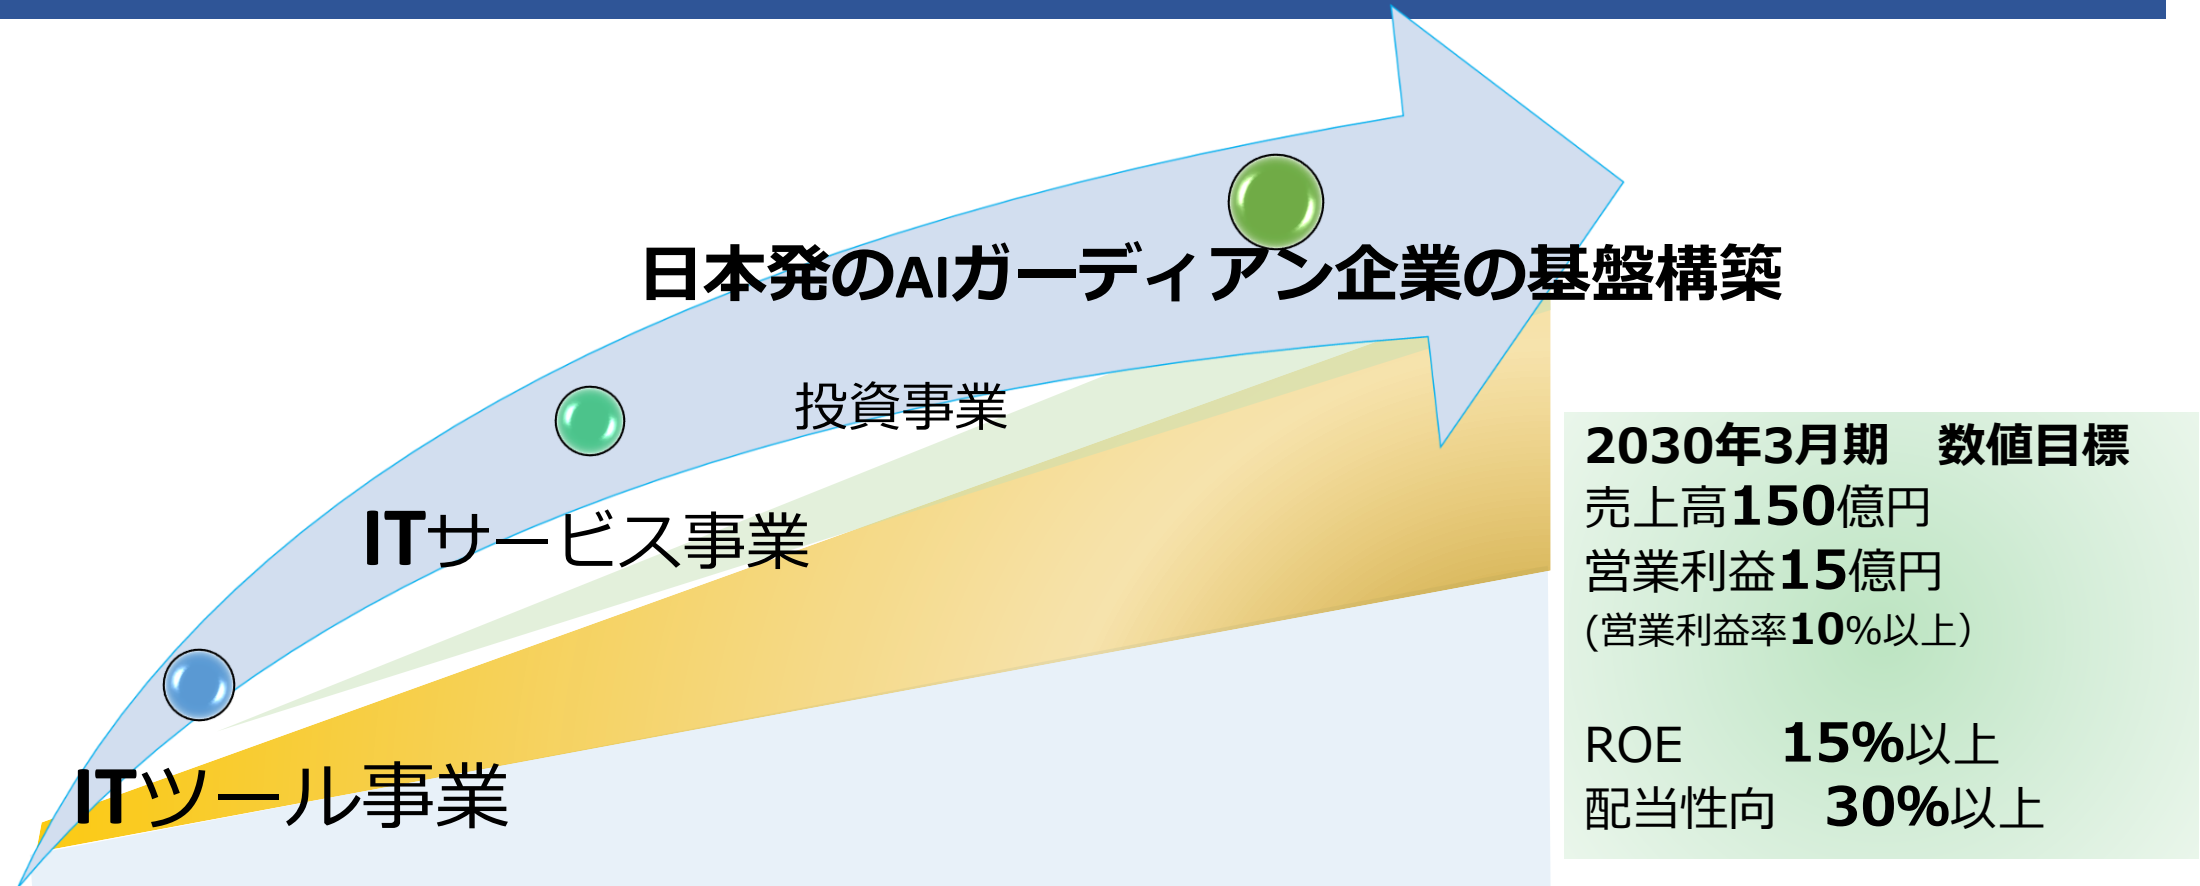 日本発のAIガーディアン企業の基盤構築
投資事業
ITサービス事業
ITツール事業
2030年3月期　数値目標
売上高150億円
営業利益15億円
(営業利益率10%以上）
ROE　　15%以上
配当性向　30%以上